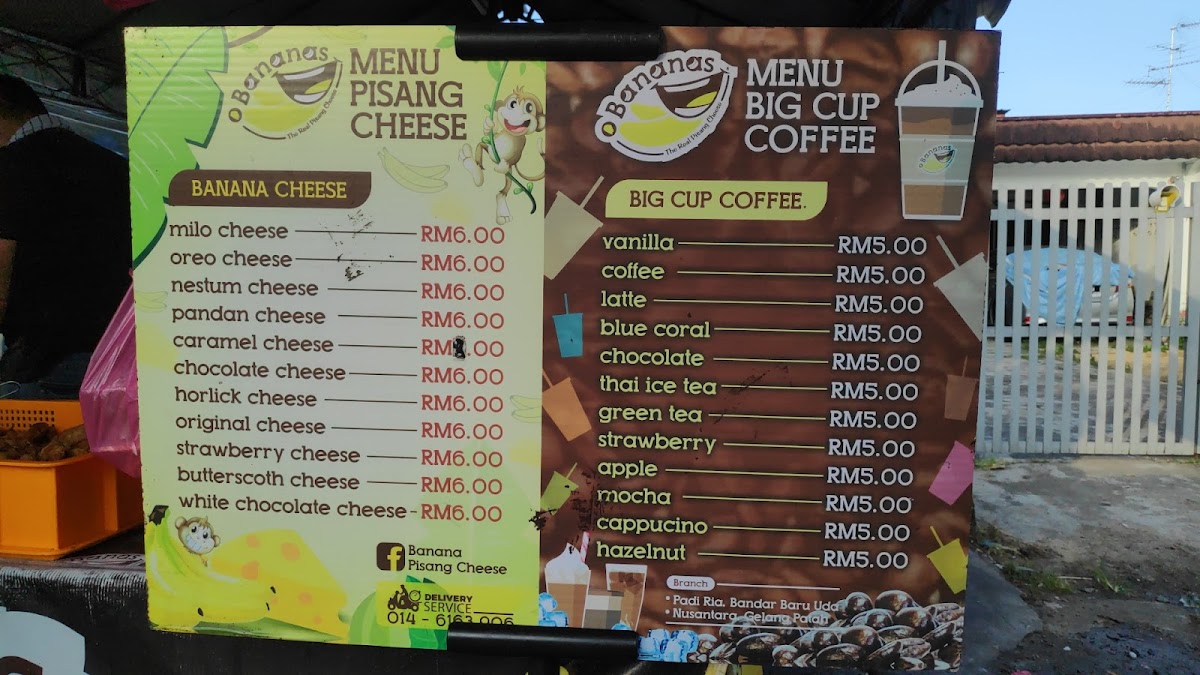 OBananas
The Real Pisang Cheese
MENU
PISANG
CHEESE
BANANA CHEESE
milo cheese RM6.00
oreo cheese RM6.00
nestum cheese RM6.00
pandan cheese RM6.00
caramel cheese RM .00
chocolate cheese RM6.00
horlick cheese RM6.00
original cheese RM6.00
strawberry cheese RM6.00
butterscoth cheese RM6.00
white chocolate cheese - RM6.00
f Banana
Pisang Cheese
DELIVERY
SERVICE
014 - 6163 006
OBananas
The Real Pisang Cheese
MENU
BIG CUP
COFFEE
OBananas
BIG CUP COFFEE.
vanilla RM5.00
coffee RM5.00
latte RM5.00
blue coral RM5.00
chocolate RM5.00
thai ice tea RM5.00
green tea RM5.00
strawberry RM5.00
apple RM5.00
mocha RM5.00
cappucino RM5.00
hazelnut RM5.00
Branch
• Padi Ria, Bandar Baru Uda
• Nusantara, Gelang Patah